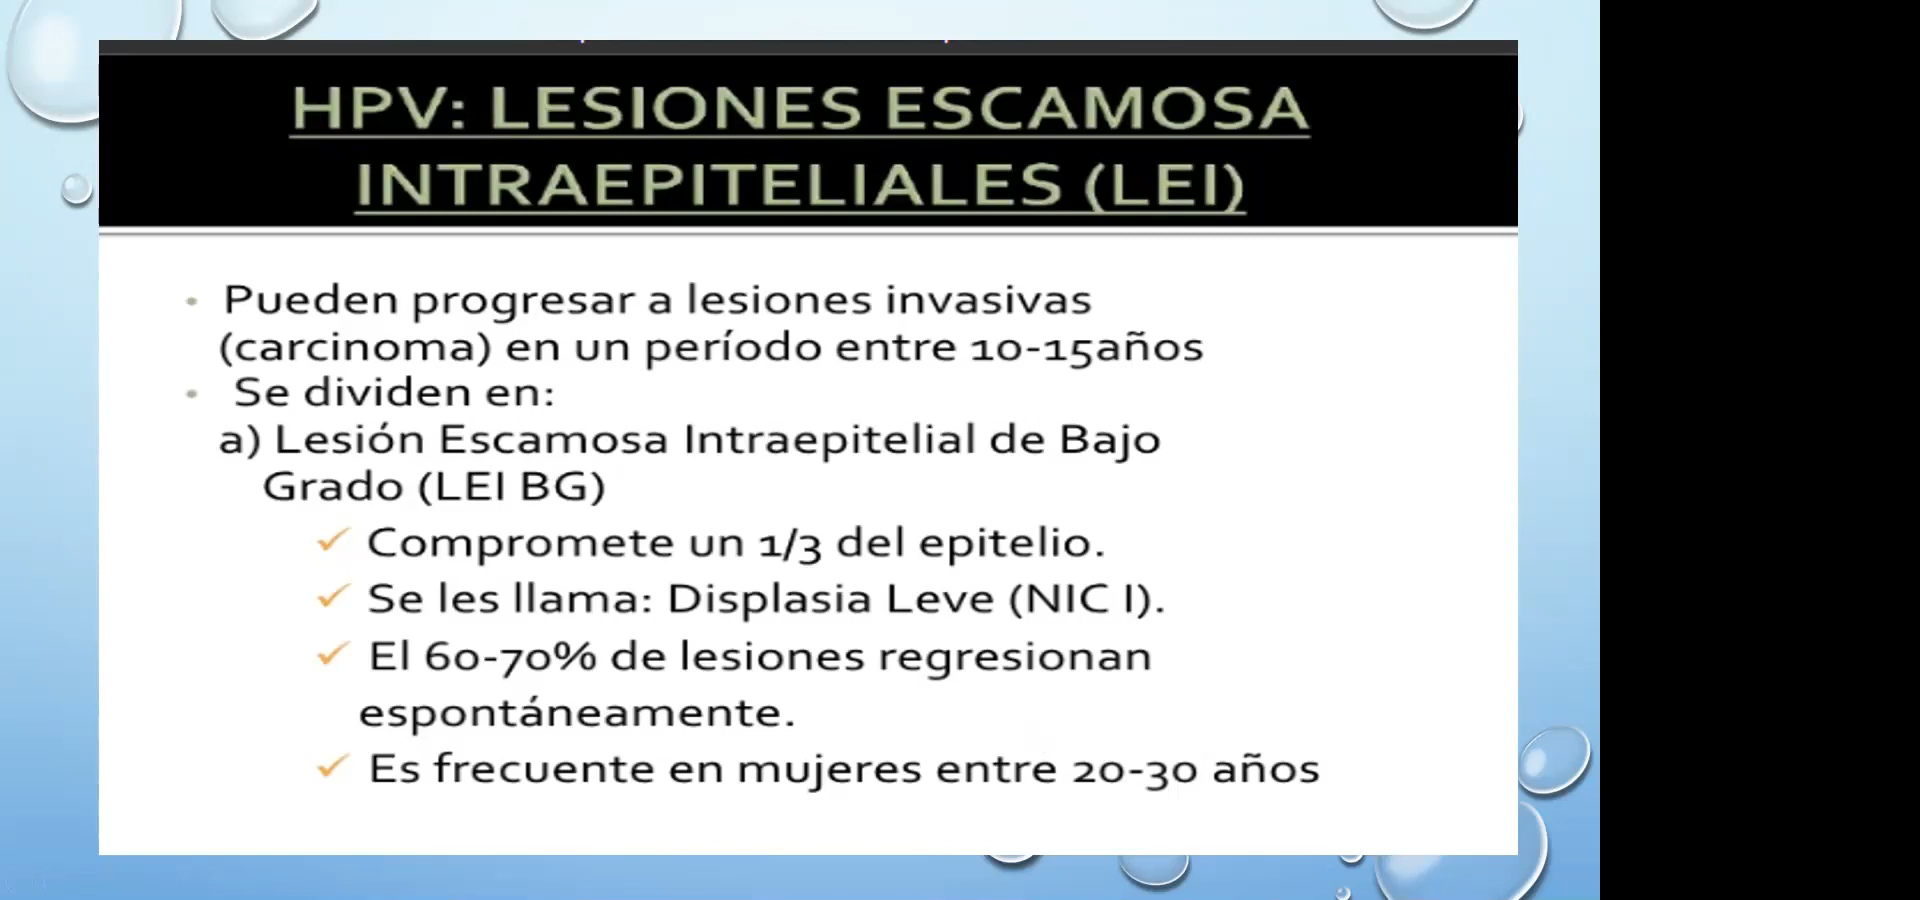 HPV: LESIONES ESCAMOSA
INTRAEPITELIALES (LEI)
• Pueden progresar a lesiones invasivas
(carcinoma) en un período entre 10-15años
• Se dividen en:
a) Lesión Escamosa Intraepitelial de Bajo
Grado (LEI BG)
✓ Compromete un 1/3 del epitelio.
✓ Se les llama: Displasia Leve (NIC I).
✓ El 60-70% de lesiones regresionan
espontáneamente.
✓ Es frecuente en mujeres entre 20-30 años